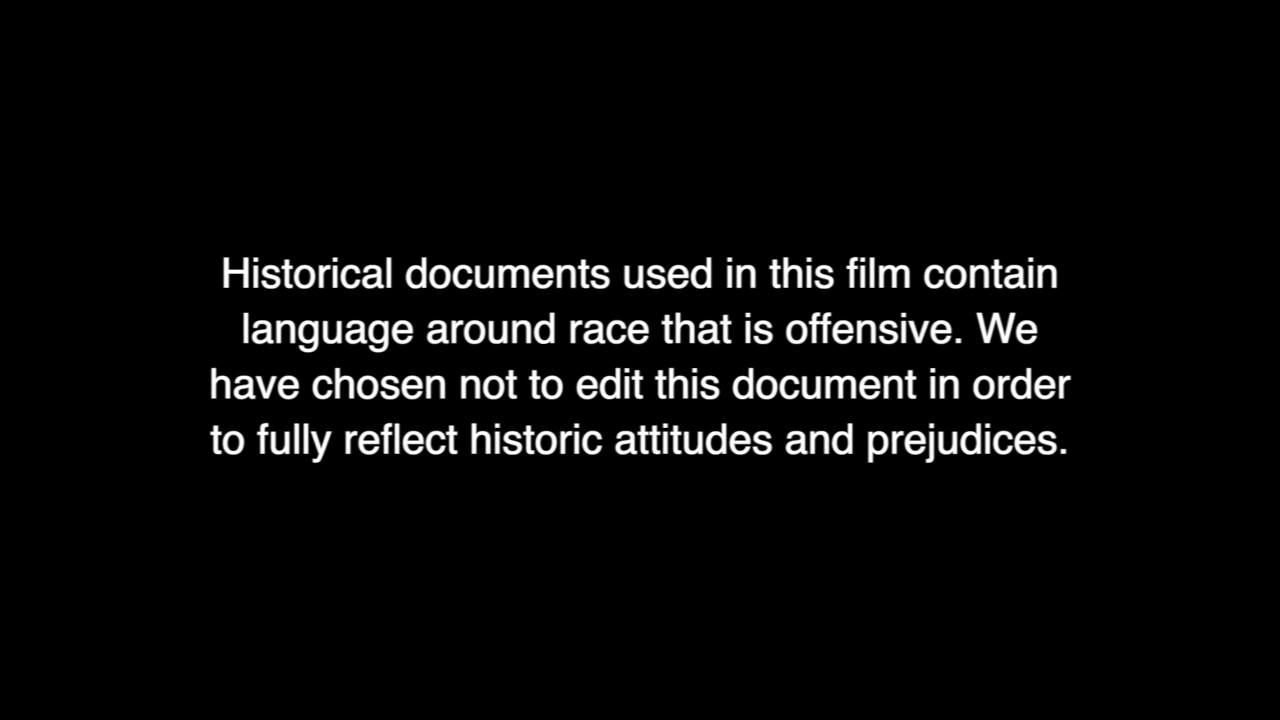 Historical documents used in this film contain
language around race that is offensive. We
have chosen not to edit this document in order
to fully reflect historic attitudes and prejudices.